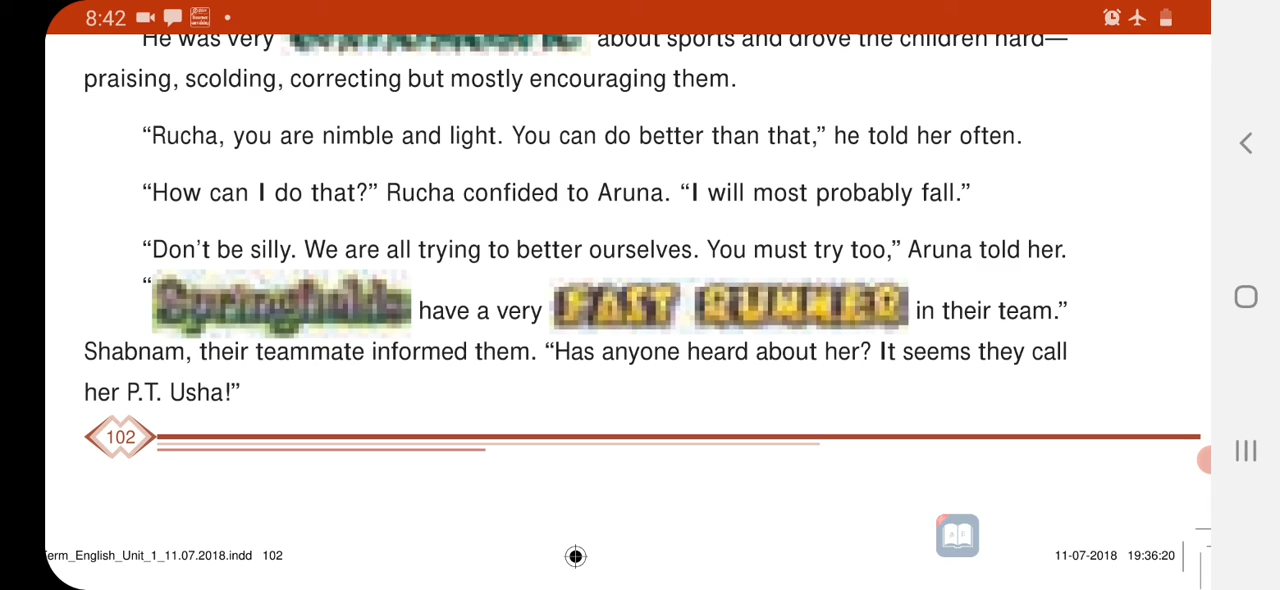 8:42
He was very about sports and drove the children hard—
praising, scolding, correcting but mostly encouraging them.
“Rucha, you are nimble and light. You can do better than that,” he told her often.
“How can I do that?” Rucha confided to Aruna. “I will most probably fall.”
“Don’t be silly. We are all trying to better ourselves. You must try too,” Aruna told her.
“Springfields have a very FAST RUNNER in their team.”
Shabnam, their teammate informed them. “Has anyone heard about her? It seems they call
her P.T. Usha!”
102
erm_English_Unit_1_11.07.2018.indd 102
11-07-2018 19:36:20